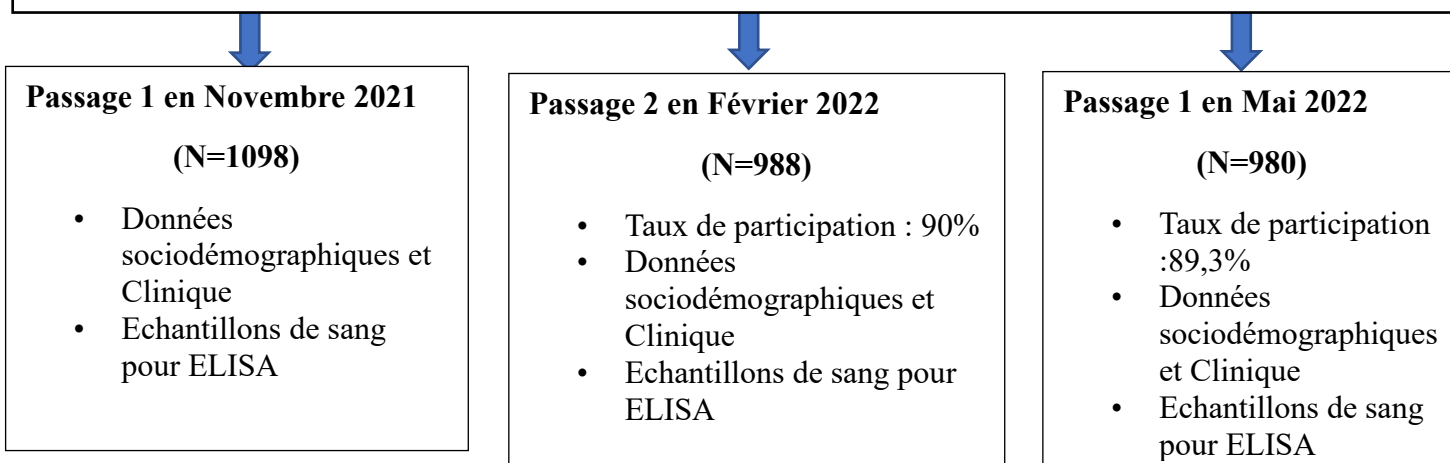 Passage 1 en Novembre 2021
(N=1098)
• Données
sociodémographiques et
Clinique
• Echantillons de sang
pour ELISA
Passage 2 en Février 2022
(N=988)
• Taux de participation : 90%
• Données
sociodémographiques et
Clinique
• Echantillons de sang pour
ELISA
Passage 1 en Mai 2022
(N=980)
• Taux de participation
:89,3%
• Données
sociodémographiques
et Clinique
• Echantillons de sang
pour ELISA